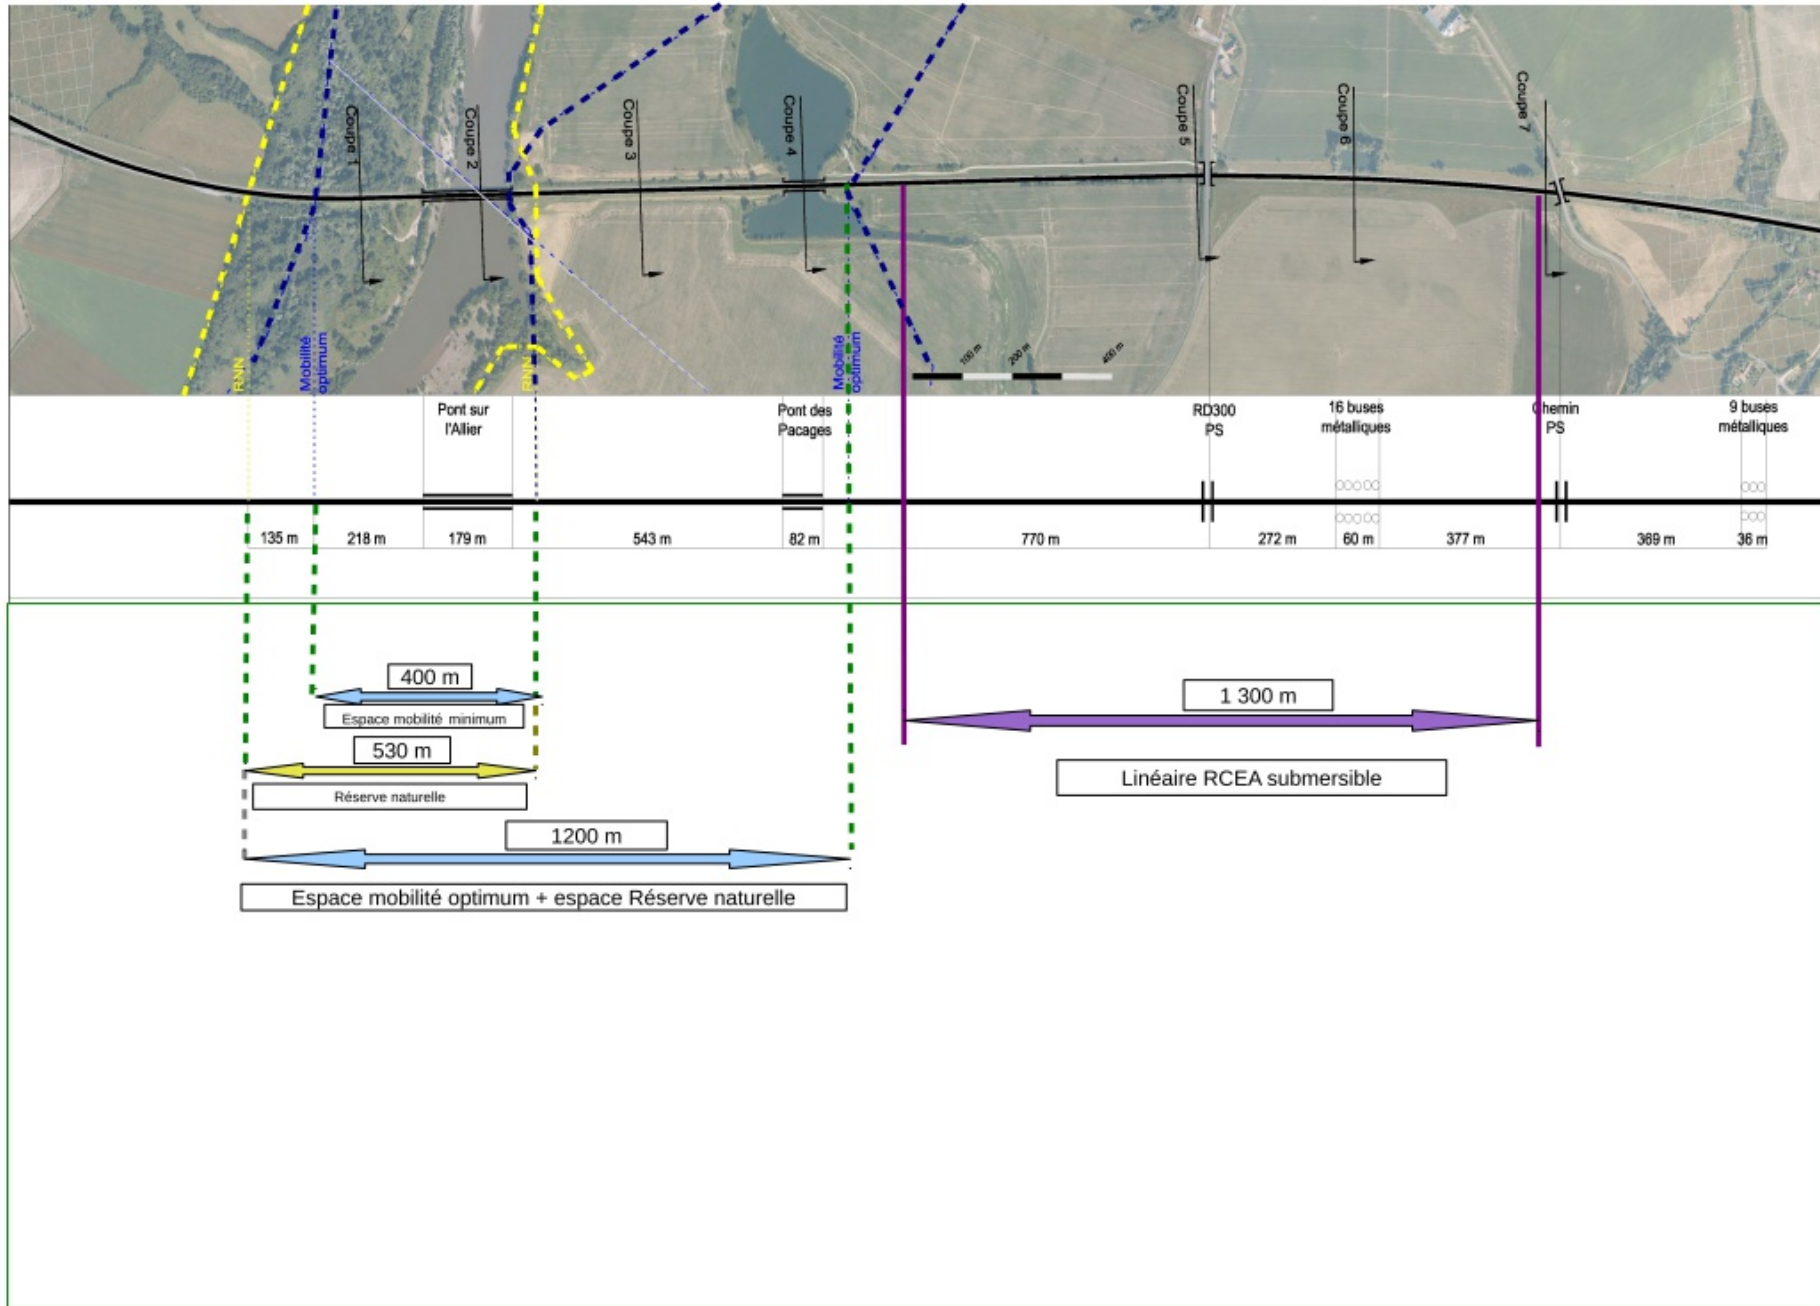 Coupe 1
Coupe 2
Coupe 3
Coupe 4
Coupe 5
Coupe 6
Coupe 7
RNN
Mobilité
optimum
RNN
Mobilité
optimum
100 m
200 m
400 m
Pont sur
l'Allier
Pont des
Pacages
RD300
PS
16 buses
métalliques
Chemin
PS
9 buses
métalliques
135 m
218 m
179 m
543 m
82 m
770 m
272 m
60 m
377 m
369 m
36 m
400 m
Espace mobilité minimum
530 m
Réserve naturelle
1200 m
Espace mobilité optimum + espace Réserve naturelle
1 300 m
Linéaire RCEA submersible